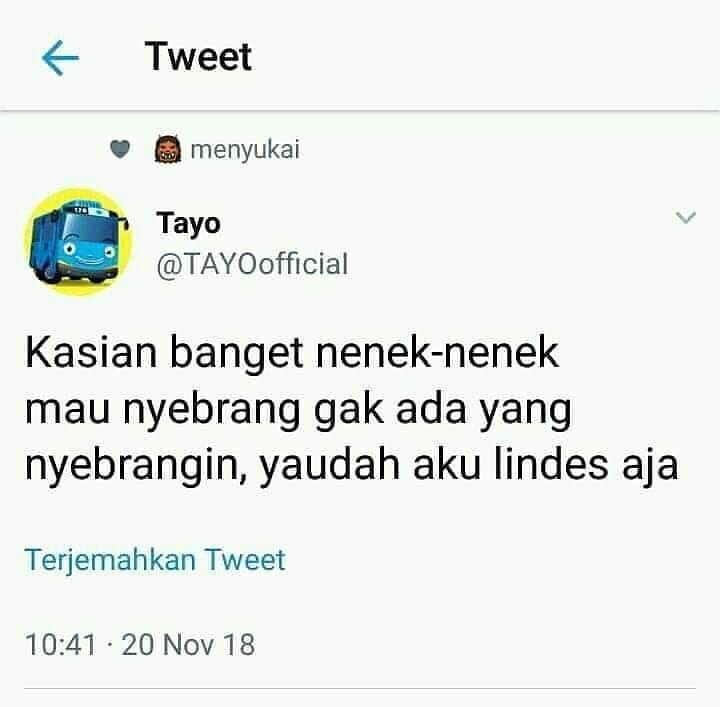 Tweet
menyukai
Tayo
@TAYOofficial
Kasian banget nenek-nenek
mau nyebrang gak ada yang
nyebrangin, yaudah aku lindes aja
Terjemahkan Tweet
10:41 · 20 Nov 18